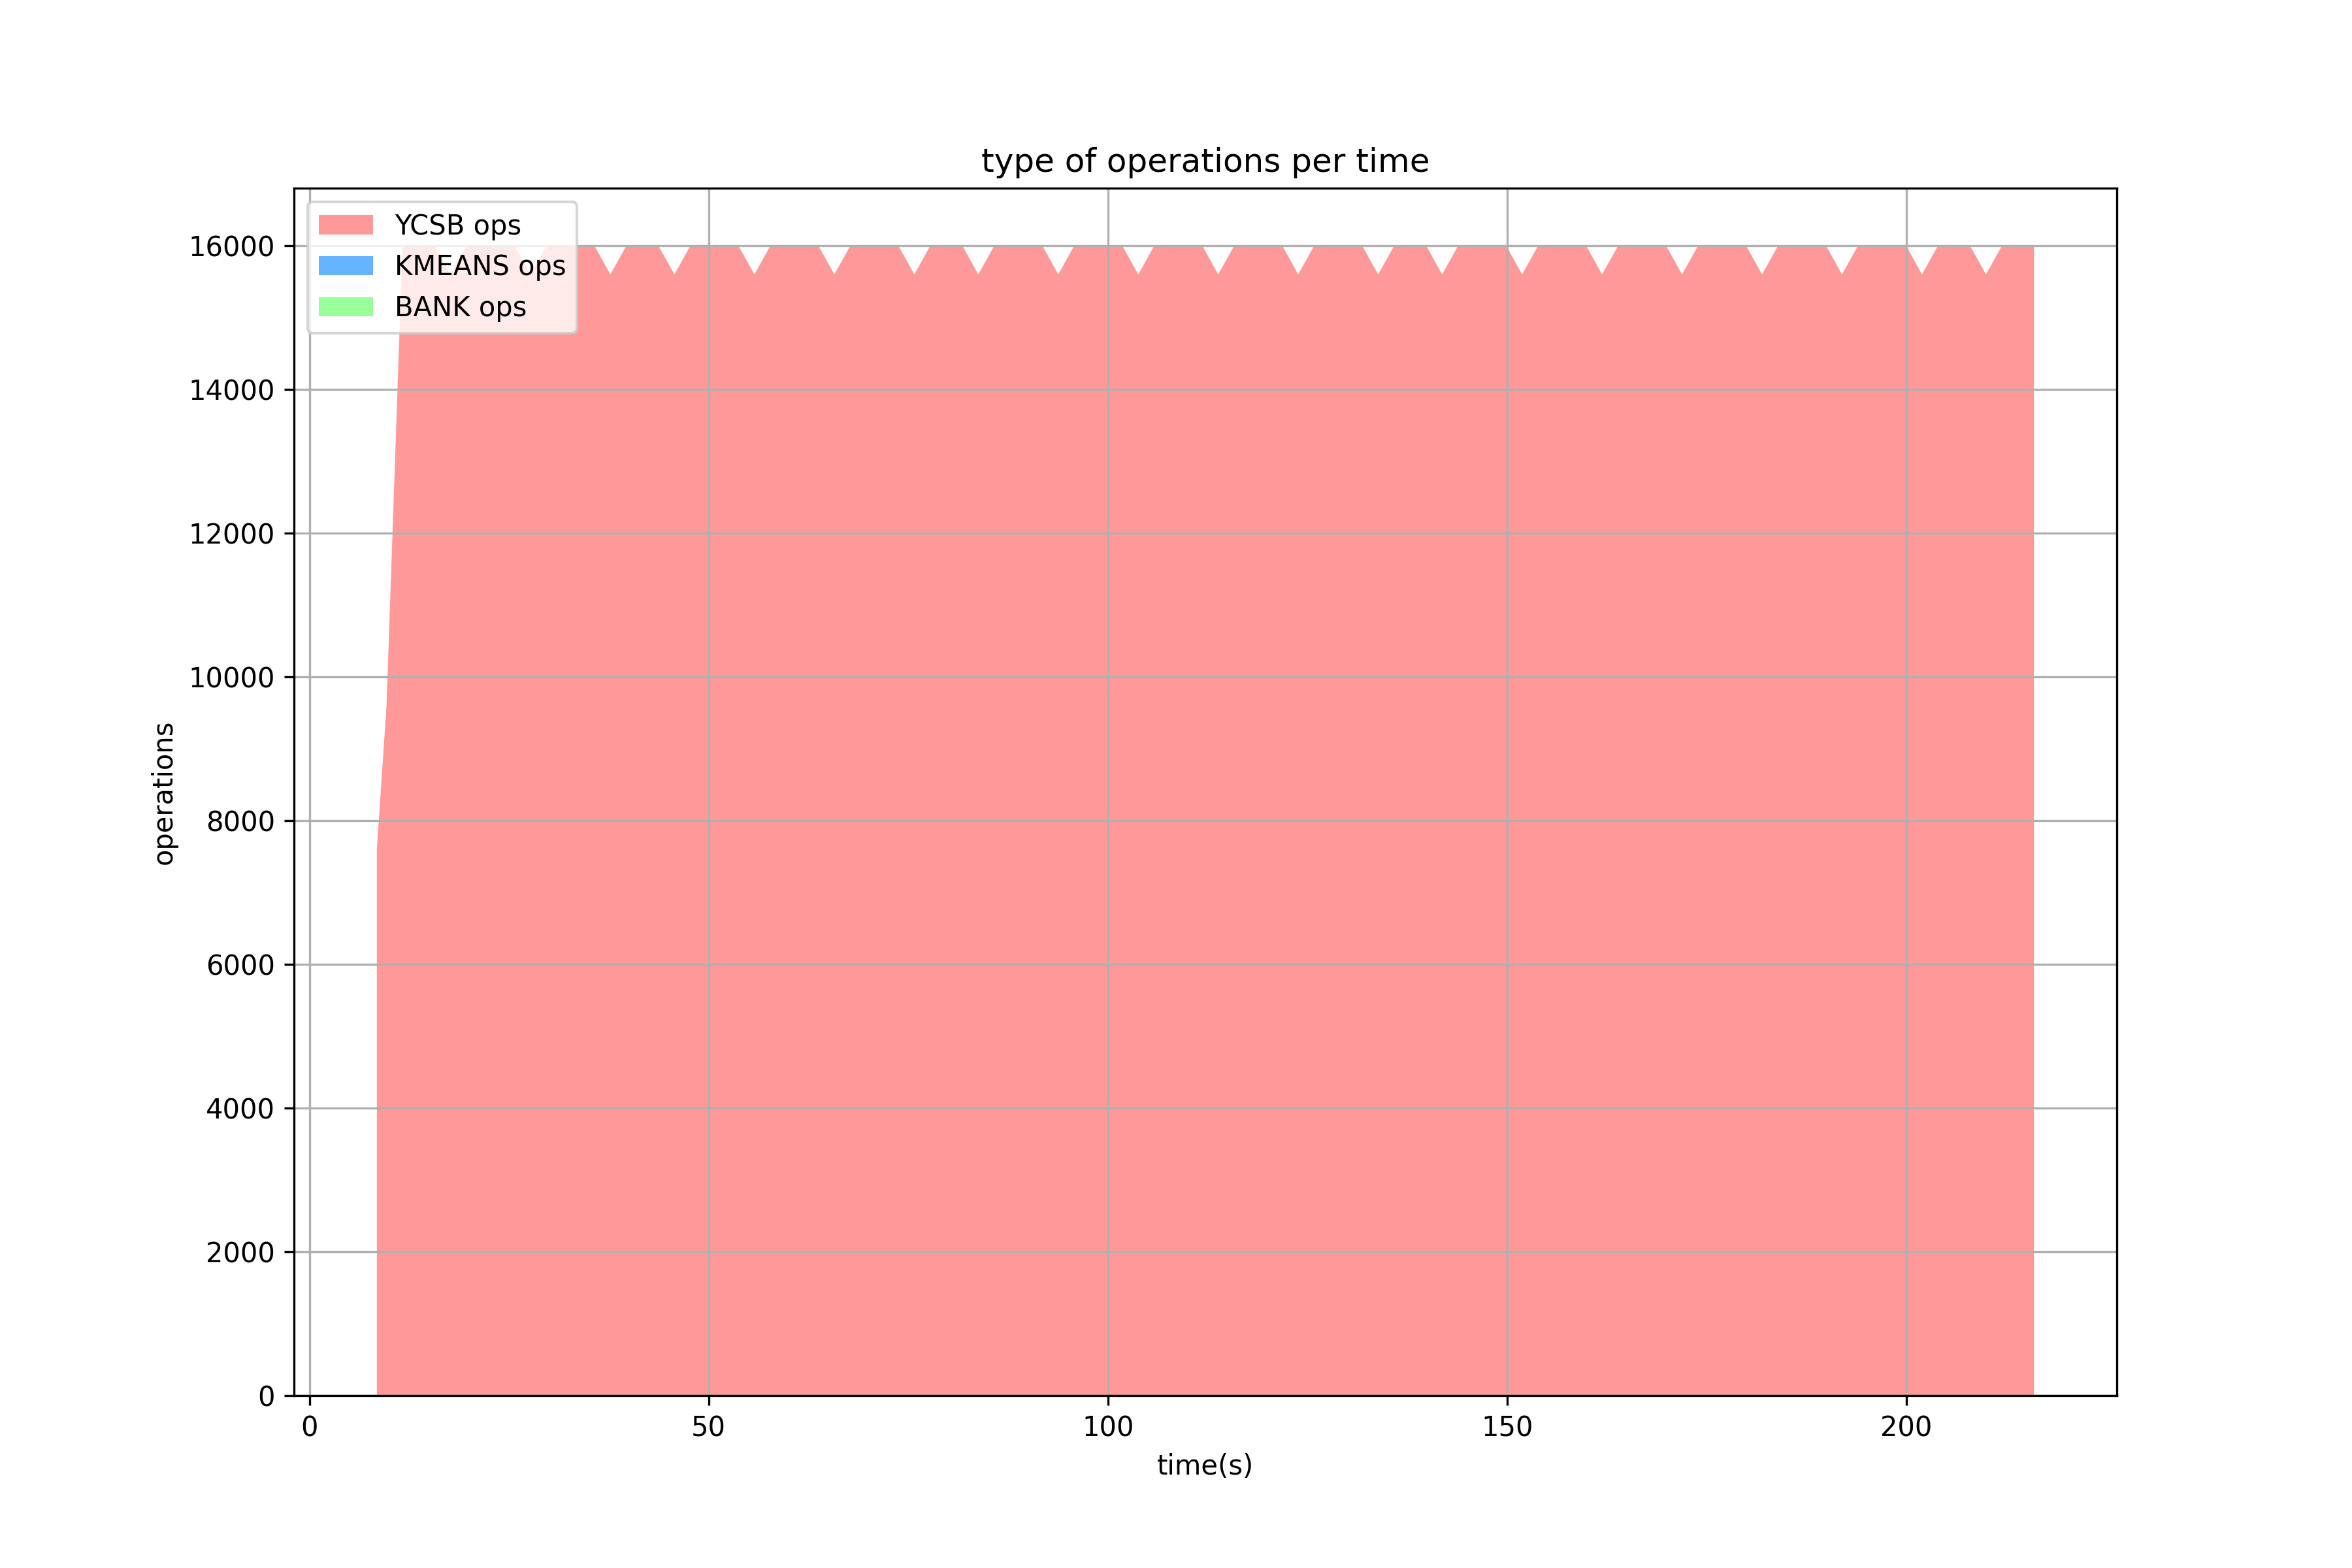 type of operations per time
YCSB ops
KMEANS ops
BANK ops
16000
14000
12000
10000
8000
6000
4000
2000
0
operations
0 50 100 150 200
time(s)